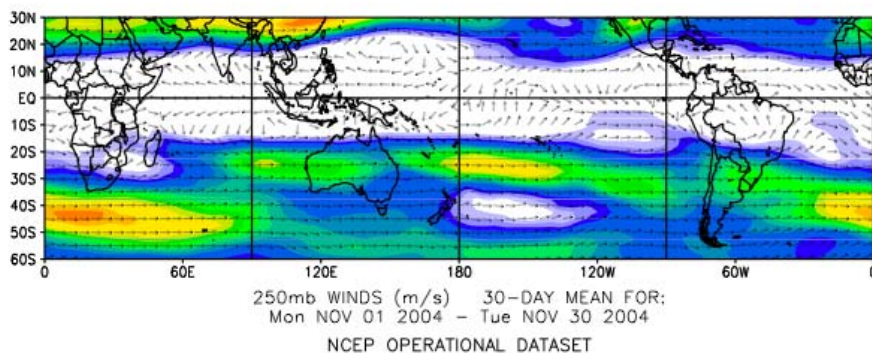 30N
20N
10N
EQ
10S
20S
30S
40S
50S
60S
0 60E 120E 180 120W 60W 0
250mb WINDS (m/s) 30-DAY MEAN FOR:
Mon NOV 01 2004 - Tue NOV 30 2004
NCEP OPERATIONAL DATASET